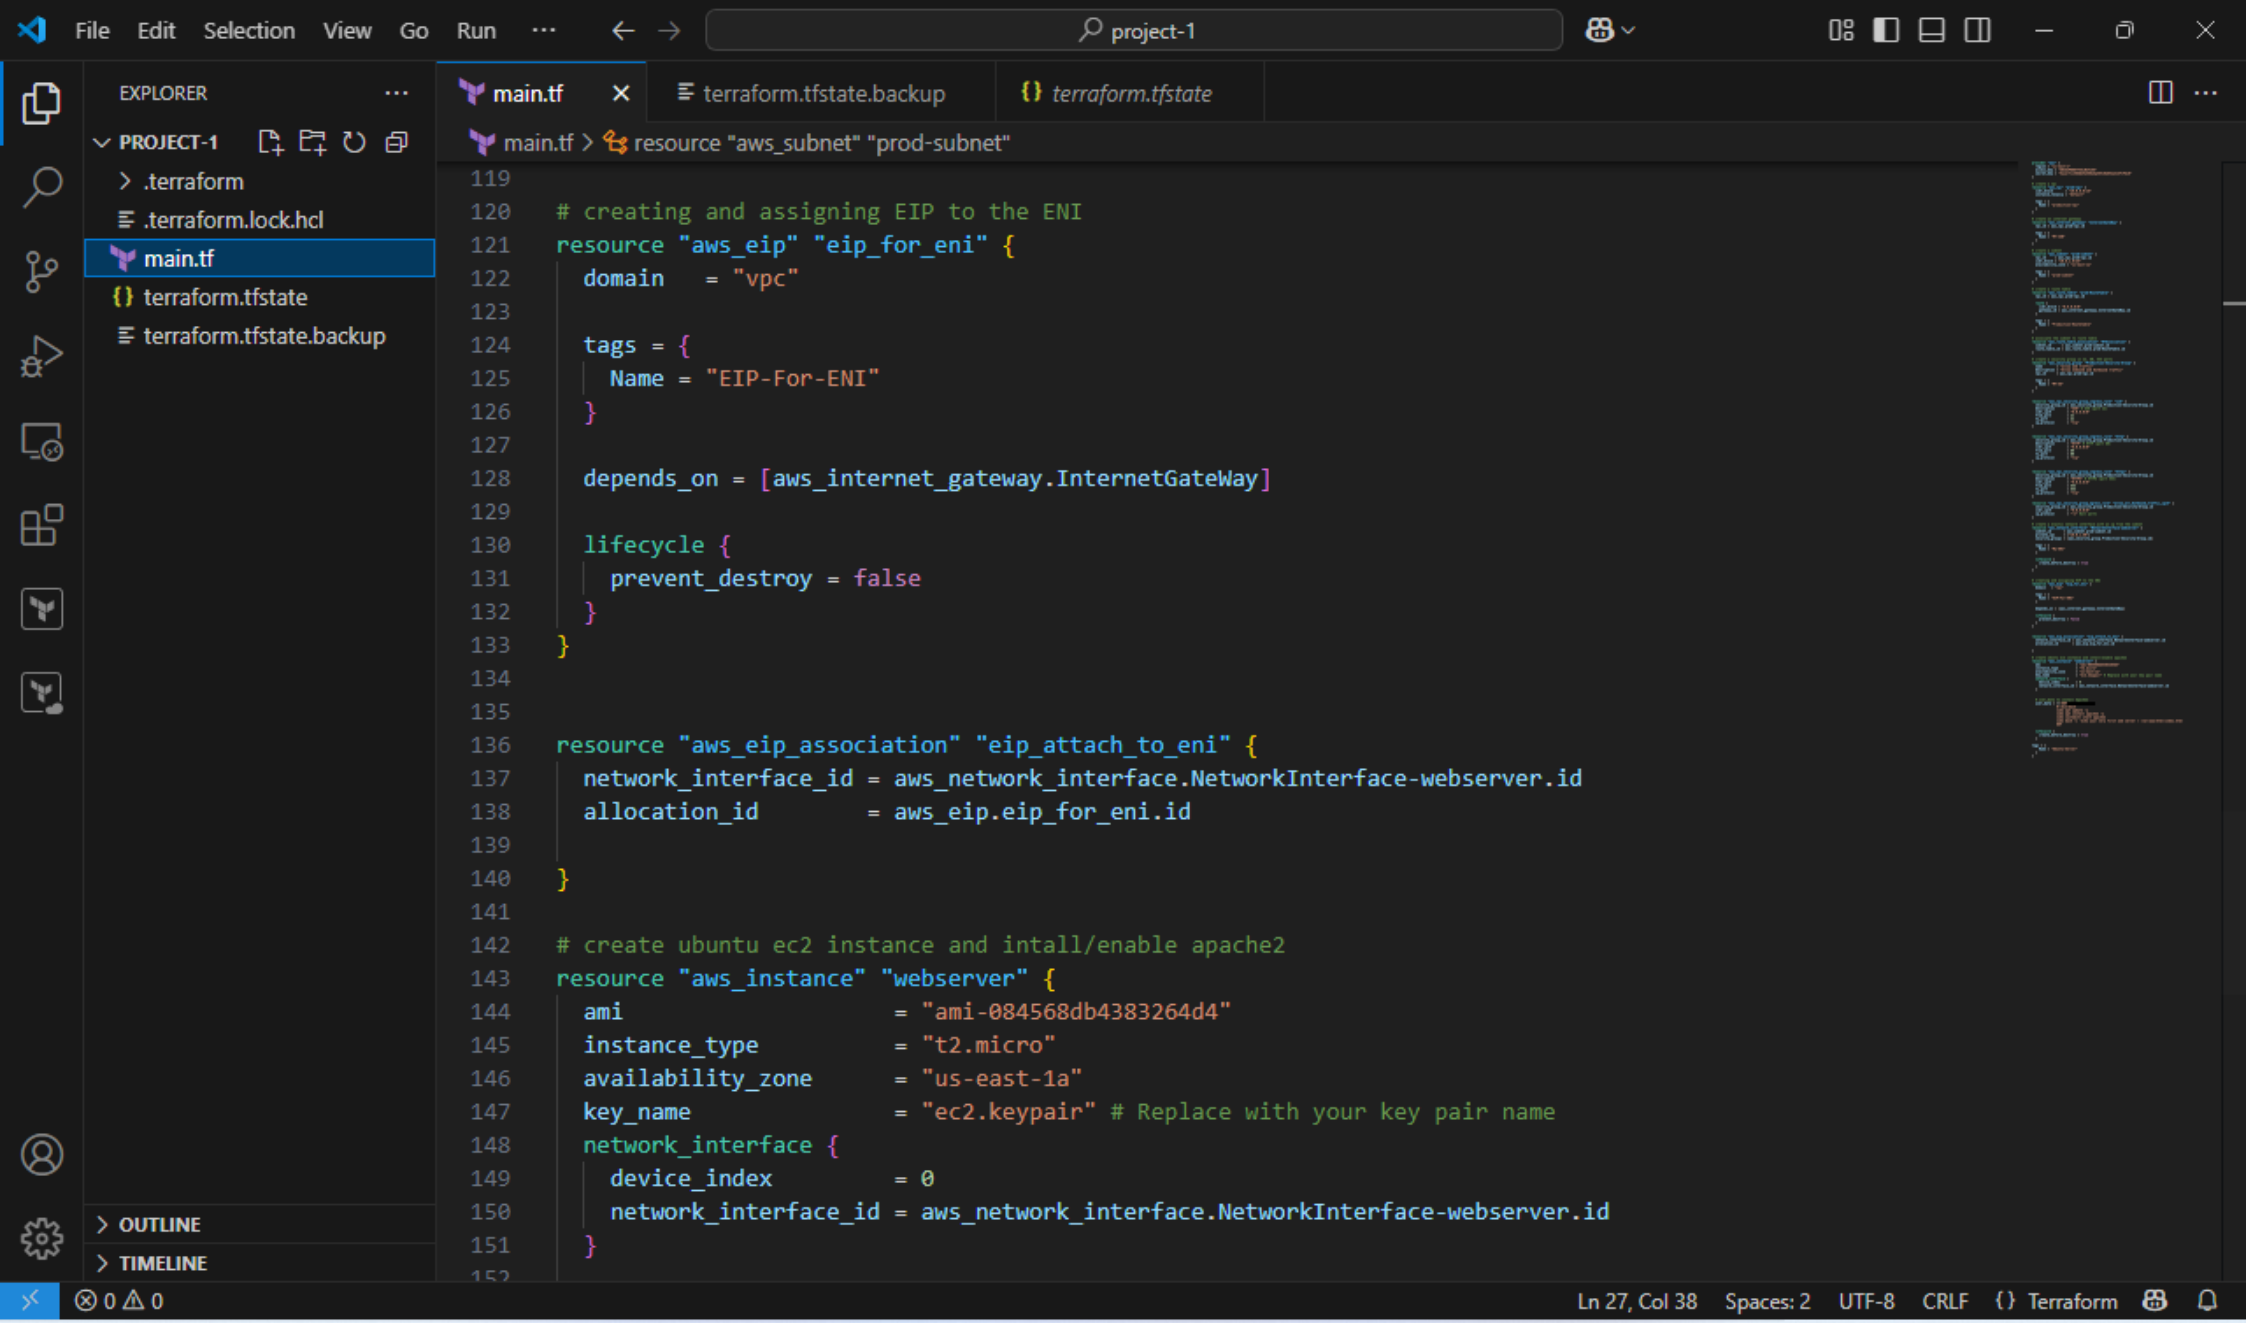 File Edit Selection View Go Run ··· project-1
EXPLORER ···
PROJECT-1
.terraform
.terraform.lock.hcl
main.tf
{} terraform.tfstate
terraform.tfstate.backup
OUTLINE
TIMELINE
main.tf terraform.tfstate.backup {} terraform.tfstate
main.tf > resource "aws_subnet" "prod-subnet"
119
120 # creating and assigning EIP to the ENI
121 resource "aws_eip" "eip_for_eni" {
122 domain = "vpc"
123
124 tags = {
125 Name = "EIP-For-ENI"
126 }
127
128 depends_on = [aws_internet_gateway.InternetGateWay]
129
130 lifecycle {
131 prevent_destroy = false
132 }
133 }
134
135
136 resource "aws_eip_association" "eip_attach_to_eni" {
137 network_interface_id = aws_network_interface.NetworkInterface-webserver.id
138 allocation_id = aws_eip.eip_for_eni.id
139
140 }
141
142 # create ubuntu ec2 instance and intall/enable apache2
143 resource "aws_instance" "webserver" {
144 ami = "ami-084568db4383264d4"
145 instance_type = "t2.micro"
146 availability_zone = "us-east-1a"
147 key_name = "ec2.keypair" # Replace with your key pair name
148 network_interface {
149 device_index = 0
150 network_interface_id = aws_network_interface.NetworkInterface-webserver.id
151 }
152
0 0 Ln 27, Col 38 Spaces: 2 UTF-8 CRLF {} Terraform